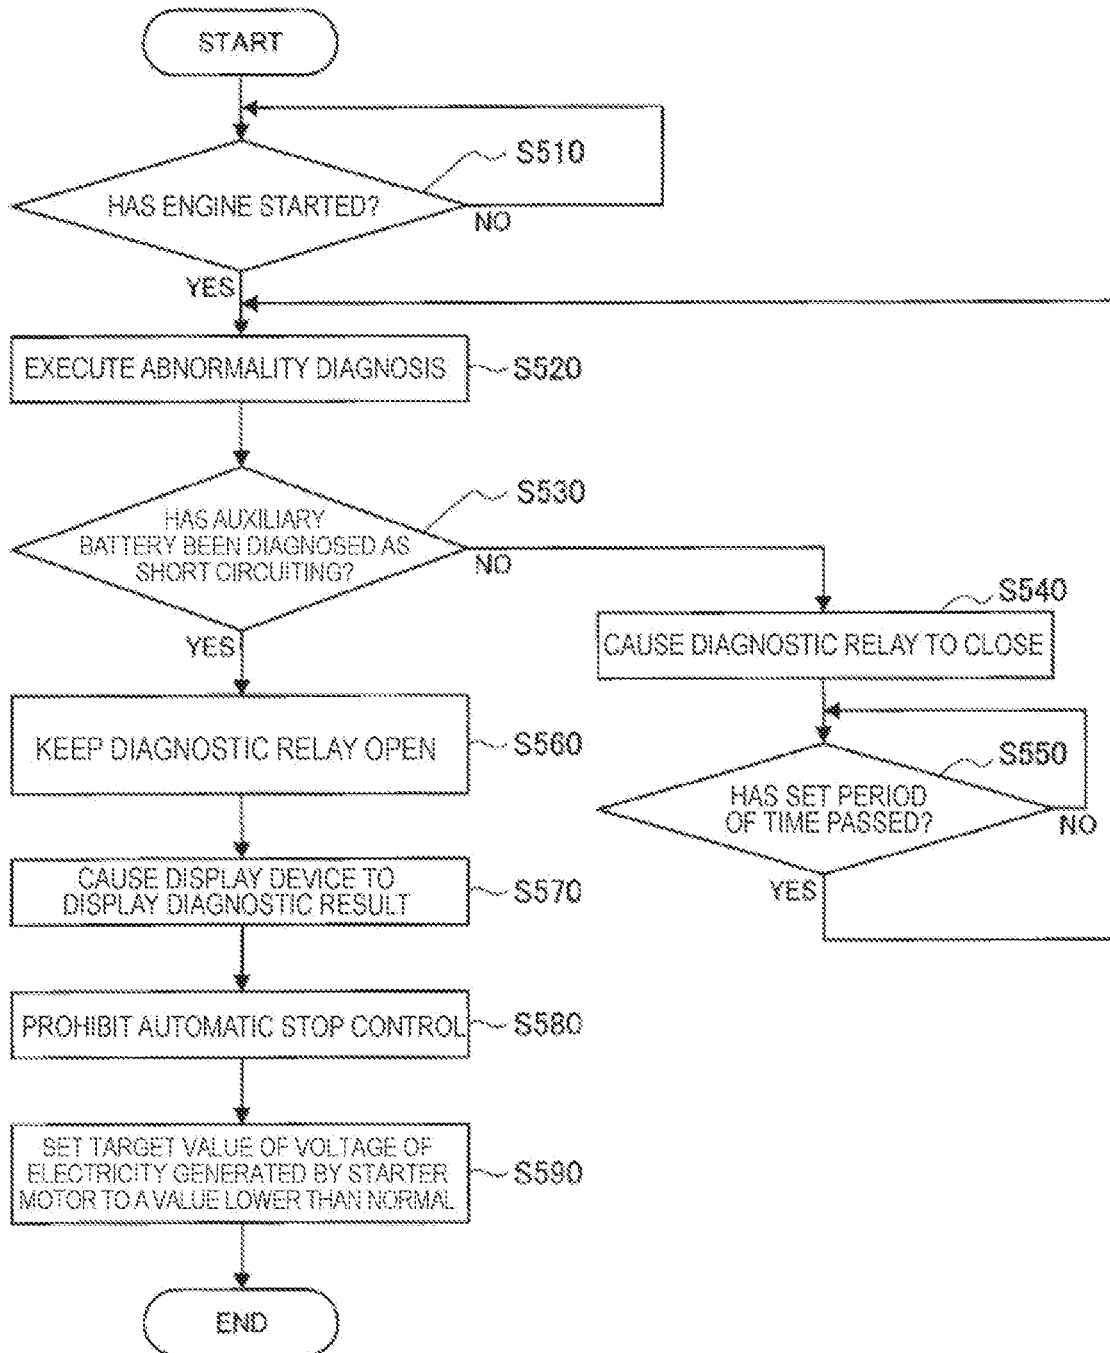 START
S510
HAS ENGINE STARTED?
NO
YES
EXECUTE ABNORMALITY DIAGNOSIS
S520
S530
HAS AUXILIARY
BATTERY BEEN DIAGNOSED AS
SHORT CIRCUITING?
NO
YES
S540
CAUSE DIAGNOSTIC RELAY TO CLOSE
S550
HAS SET PERIOD
OF TIME PASSED?
NO
YES
KEEP DIAGNOSTIC RELAY OPEN
S560
CAUSE DISPLAY DEVICE TO
DISPLAY DIAGNOSTIC RESULT
S570
PROHIBIT AUTOMATIC STOP CONTROL
S580
SET TARGET VALUE OF VOLTAGE OF
ELECTRICITY GENERATED BY STARTER
MOTOR TO A VALUE LOWER THAN NORMAL
S590
END